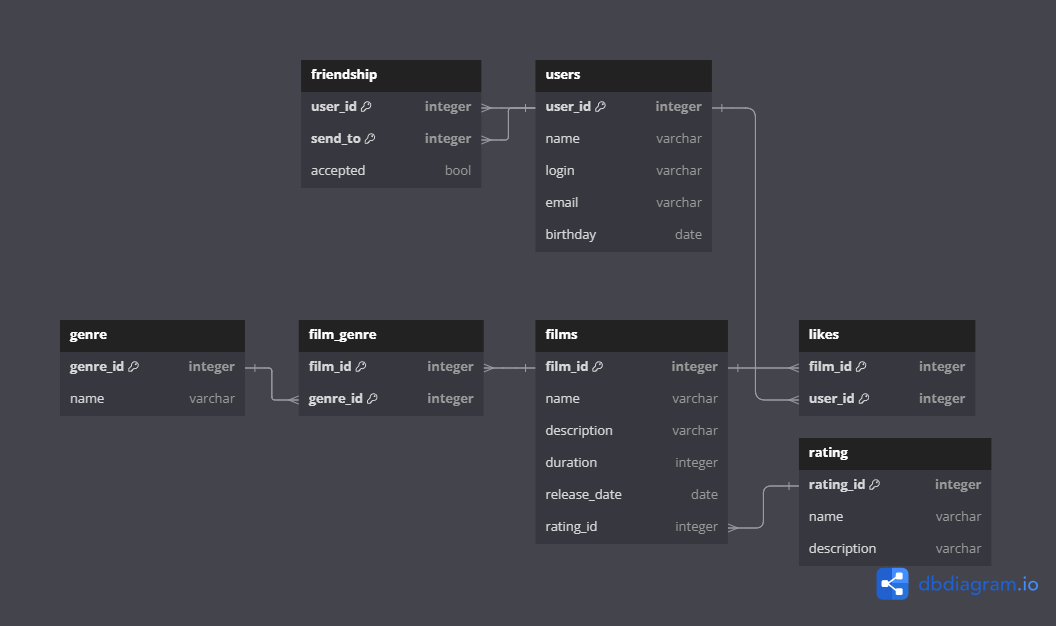 friendship
user_id integer
send_to integer
accepted bool
users
user_id integer
name varchar
login varchar
email varchar
birthday date
genre
genre_id integer
name varchar
film_genre
film_id integer
genre_id integer
films
film_id integer
name varchar
description varchar
duration integer
release_date date
rating_id integer
likes
film_id integer
user_id integer
rating
rating_id integer
name varchar
description varchar
dbdiagram.io